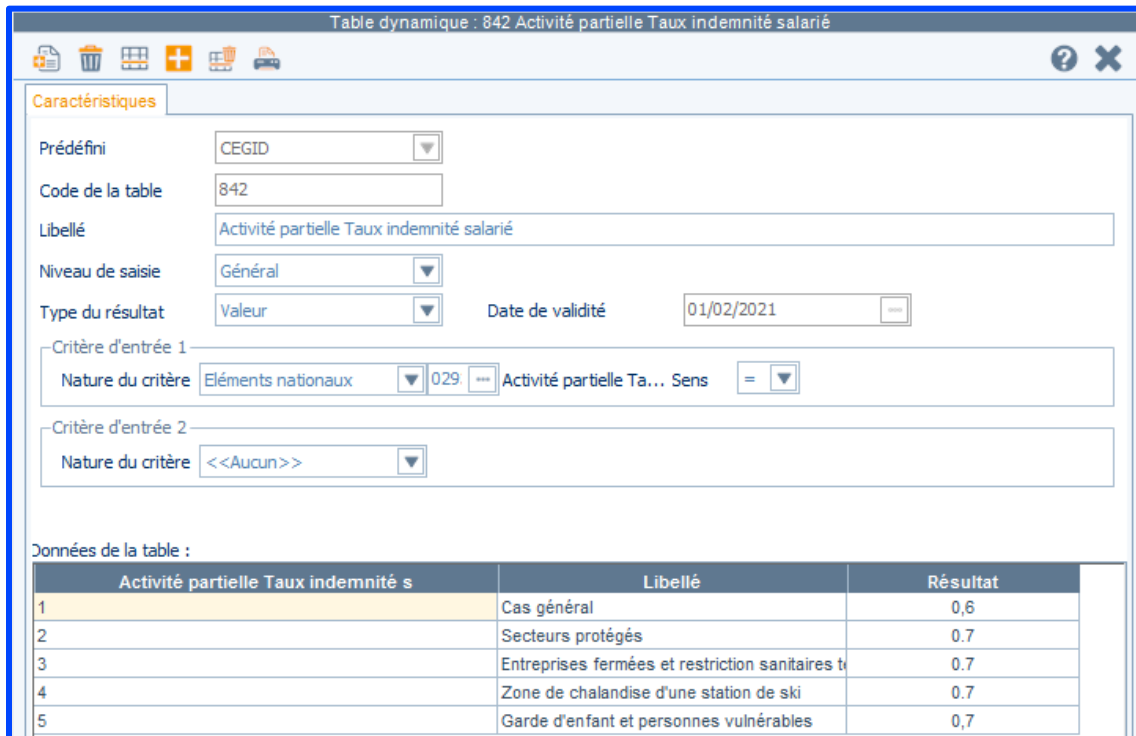 Table dynamique : 842 Activité partielle Taux indemnité salarié
Caractéristiques
Prédéfini CEGID
Code de la table 842
Libellé Activité partielle Taux indemnité salarié
Niveau de saisie Général
Type du résultat Valeur Date de validité 01/02/2021
Critère d'entrée 1
Nature du critère Eléments nationaux 029. Activité partielle Ta... Sens =
Critère d'entrée 2
Nature du critère <<Aucun>>
Données de la table :
Activité partielle Taux indemnité s Libellé Résultat
1 Cas général 0,6
2 Secteurs protégés 0.7
3 Entreprises fermées et restriction sanitaires 0.7
4 Zone de chalandise d'une station de ski 0.7
5 Garde d'enfant et personnes vulnérables 0,7